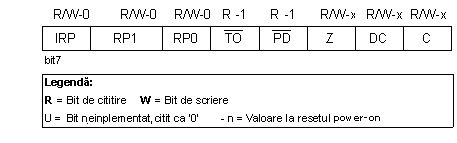 R/W-0 R/W-0 R/W-0 R -1 R -1 R/W-x R/W-x R/W-x
IRP RP1 RP0 TO PD Z DC C
bit7
Legendă:
R = Bit de cititire W = Bit de scriere
U = Bit neinplementat, citit ca '0' - n = Valoare la resetul power-on